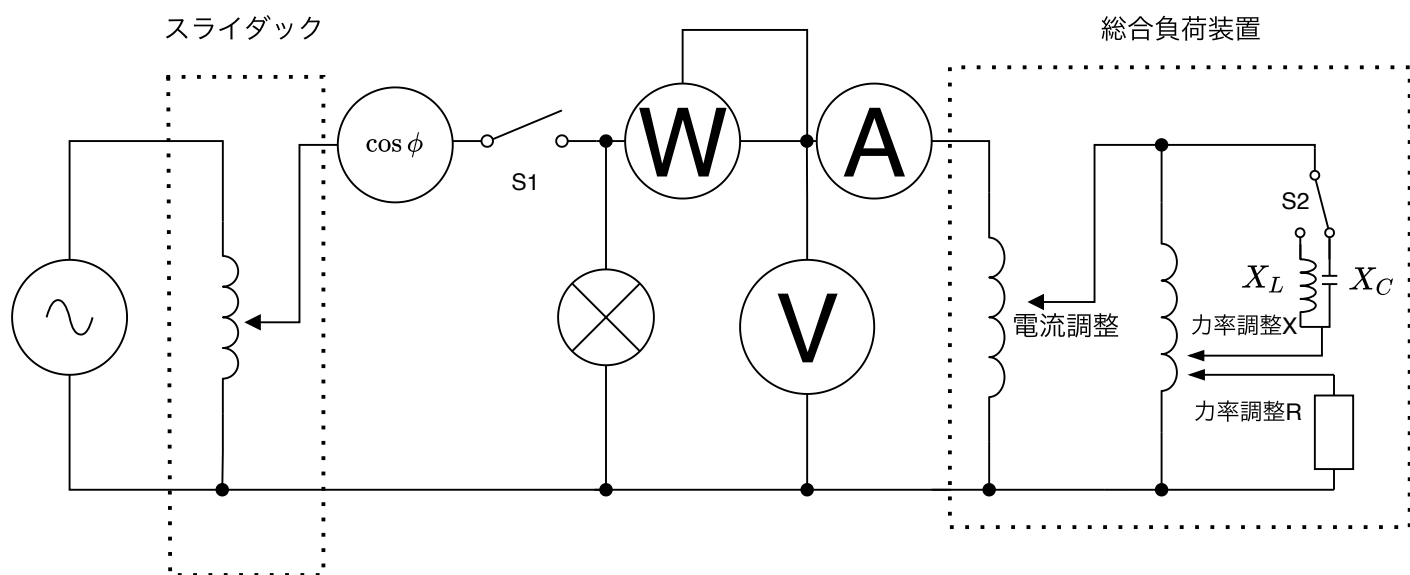 スライダック
総合負荷装置
cos ϕ
S1
W
A
V
電流調整
S2
X_L
X_C
力率調整X
力率調整R